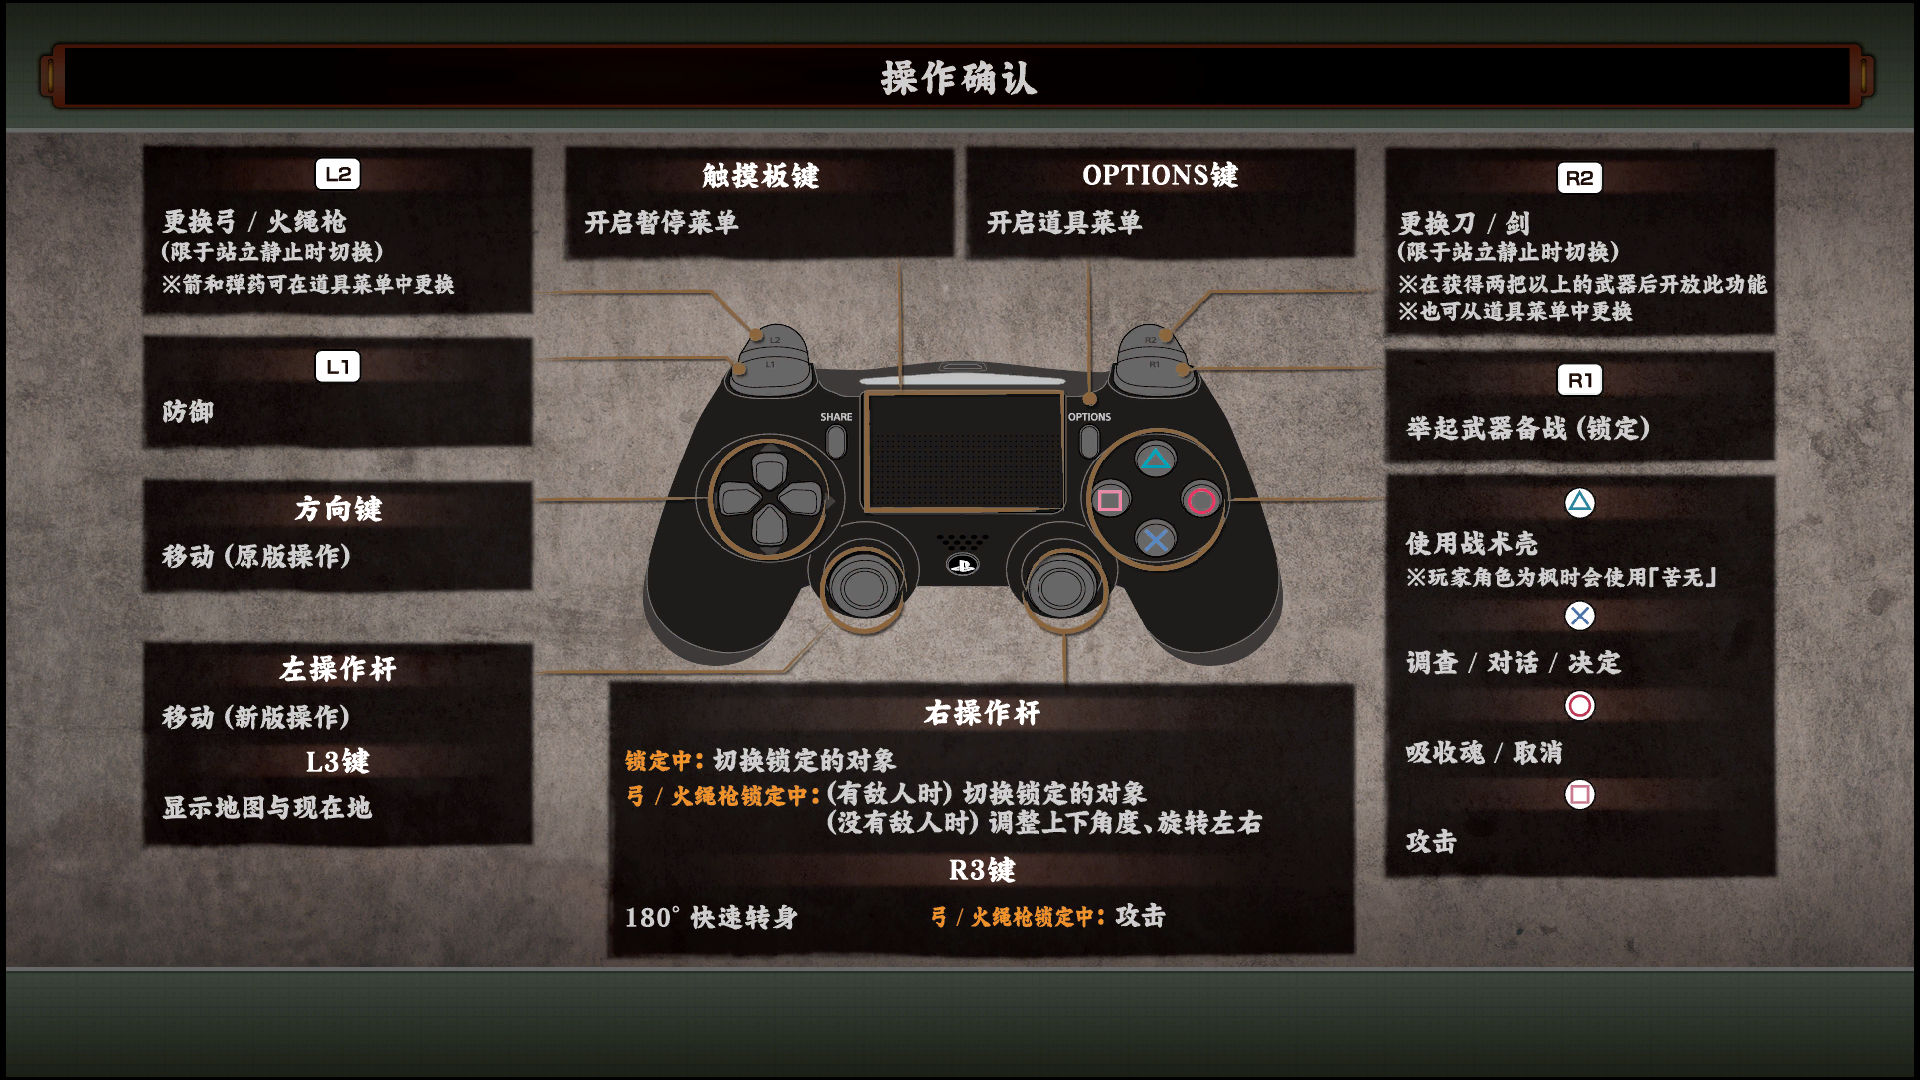 操作确认
L2
更换弓 / 火绳枪
(限于站立静止时切换)
※箭和弹药可在道具菜单中更换
L1
防御
方向键
移动 (原版操作)
左操作杆
移动 (新版操作)
L3键
显示地图与现在地
触摸板键
开启暂停菜单
OPTIONS键
开启道具菜单
L2
L1
R2
R1
SHARE
OPTIONS
右操作杆
锁定中: 切换锁定的对象
弓 / 火绳枪锁定中: (有敌人时) 切换锁定的对象
(没有敌人时) 调整上下角度、旋转左右
R3键
180° 快速转身
弓 / 火绳枪锁定中: 攻击
R2
更换刀 / 剑
(限于站立静止时切换)
※在获得两把以上的武器后开放此功能
※也可从道具菜单中更换
R1
举起武器备战 (锁定)
使用战术壳
※玩家角色为枫时会使用「苦无」
调查 / 对话 / 决定
吸收魂 / 取消
攻击